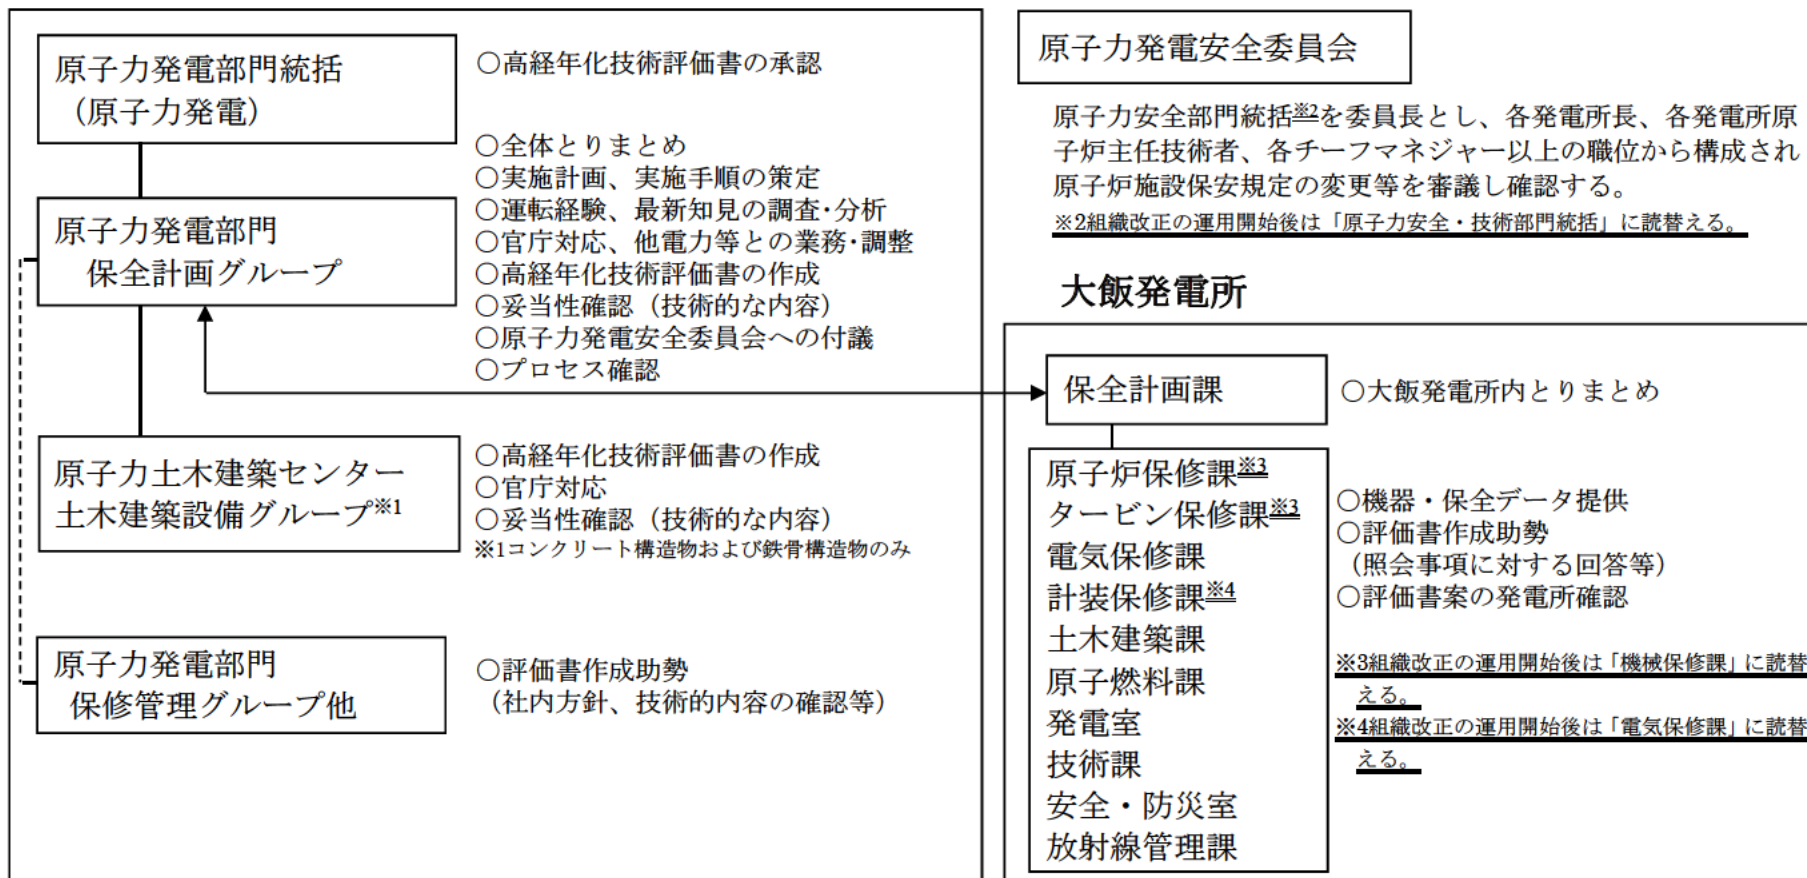 原子力発電部門統括
（原子力発電）
○高経年化技術評価書の承認
原子力発電部門
保全計画グループ
○全体とりまとめ
○実施計画、実施手順の策定
○運転経験、最新知見の調査・分析
○官庁対応、他電力等との業務・調整
○高経年化技術評価書の作成
○妥当性確認（技術的な内容）
○原子力発電安全委員会への付議
○プロセス確認
原子力土木建築センター
土木建築設備グループ※1
○高経年化技術評価書の作成
○官庁対応
○妥当性確認（技術的な内容）
※1コンクリート構造物および鉄骨構造物のみ
原子力発電部門
保修管理グループ他
○評価書作成助勢
（社内方針、技術的内容の確認等）
原子力発電安全委員会
原子力安全部門統括※2を委員長とし、各発電所長、各発電所原
子炉主任技術者、各チーフマネジャー以上の職位から構成され
原子炉施設保安規定の変更等を審議し確認する。
※2組織改正の運用開始後は「原子力安全・技術部門統括」に読替える。
大飯発電所
保全計画課
○大飯発電所内とりまとめ
原子炉保修課※3
タービン保修課※3
電気保修課
計装保修課※4
土木建築課
原子燃料課
発電室
技術課
安全・防災室
放射線管理課
○機器・保全データ提供
○評価書作成助勢
（照会事項に対する回答等）
○評価書案の発電所確認
※3組織改正の運用開始後は「機械保修課」に読替
える。
※4組織改正の運用開始後は「電気保修課」に読替
える。